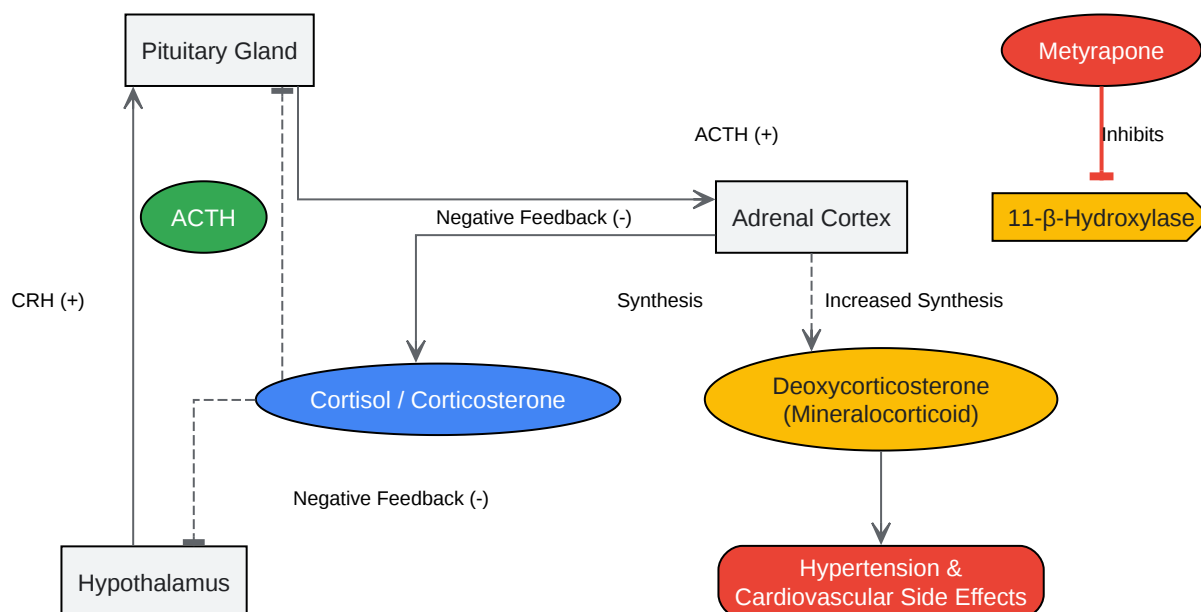 Pituitary Gland
Metyrapone
ACTH (+)
Inhibits
ACTH
Negative Feedback (-)
Adrenal Cortex
11-β-Hydroxylase
CRH (+)
Synthesis
Increased Synthesis
Cortisol / Corticosterone
Deoxycorticosterone
(Mineralocorticoid)
Negative Feedback (-)
Hypothalamus
Hypertension &
Cardiovascular Side Effects